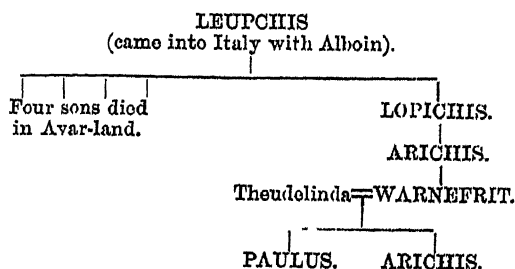 LEUPCHIS
(came into Italy with Alboin).
Four sons died
in Avar-land.
LOPICHIS.
ARICHIS.
Theudelinda=WARNEFRIT.
PAULUS. ARICHIS.